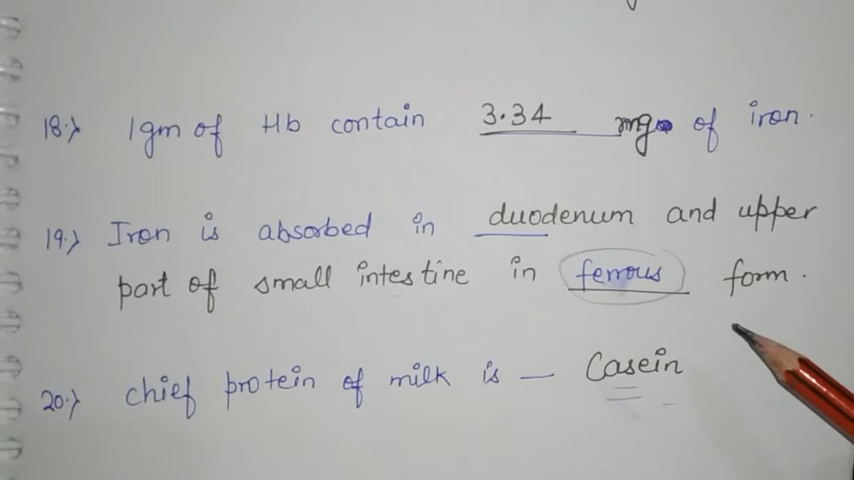 18.) 1gm of Hb contain 3.34 mg of iron.
19.) Iron is absorbed in duodenum and upper
part of small intestine in ferrous form.
20.) chief protein of milk is — Casein